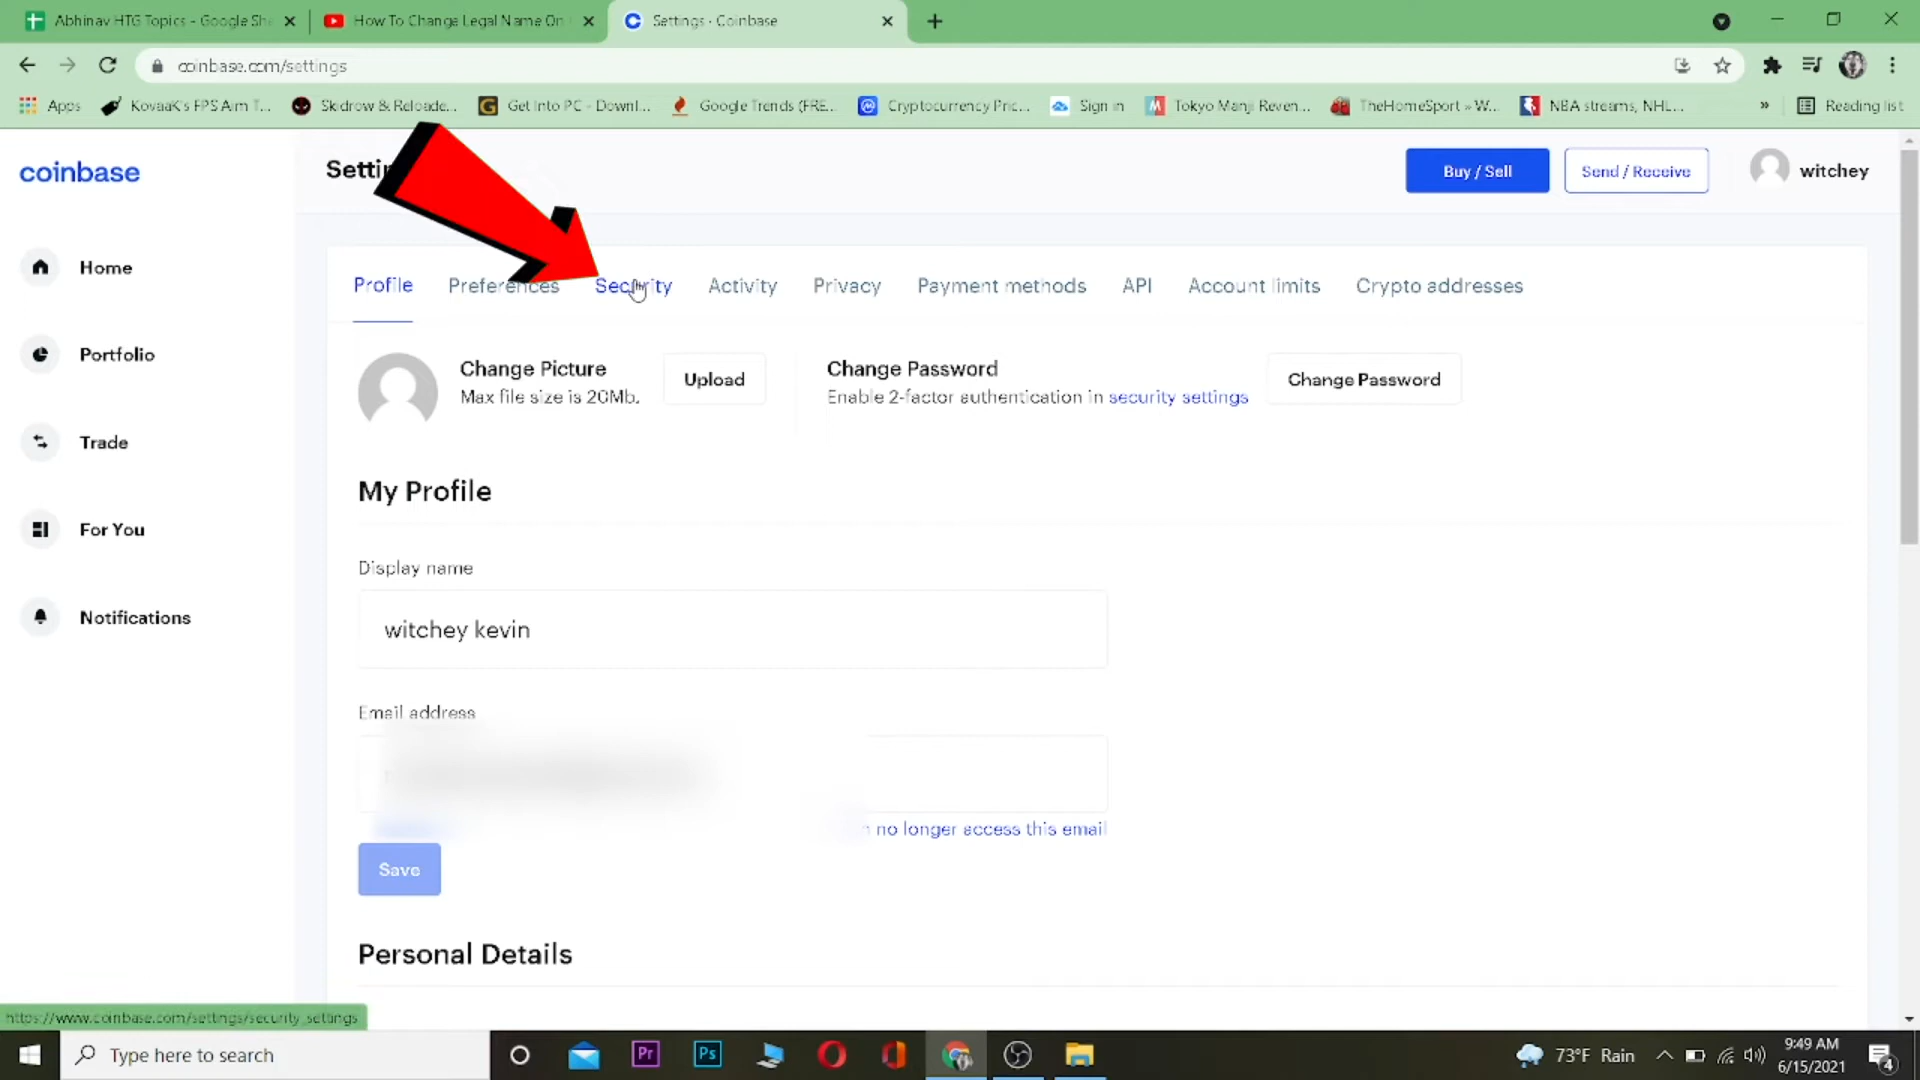 Abhinav HTG Topics - Google She
How To Change Legal Name On
Settings - Coinbase
coinbase.com/settings
Apps
KovaaK's FPS Aim T...
Skidrow & Reloade...
Get Into PC - Downl...
Google Trends (FRE...
Cryptocurrency Pric...
Sign in
Tokyo Manji Reven...
TheHomeSport » W...
NBA streams, NHL...
»
Reading list
coinbase
Buy / Sell
Send / Receive
witchey
Home
Portfolio
Trade
For You
Notifications
Profile
Preferences
Security
Activity
Privacy
Payment methods
API
Account limits
Crypto addresses
Change Picture
Max file size is 20Mb.
Upload
Change Password
Enable 2-factor authentication in security settings
Change Password
My Profile
Display name
witchey kevin
Email address
no longer access this email
Save
Personal Details
https://www.coinbase.com/settings/security_settings
Type here to search
Pr
Ps
73°F Rain
9:49 AM
6/15/2021
4